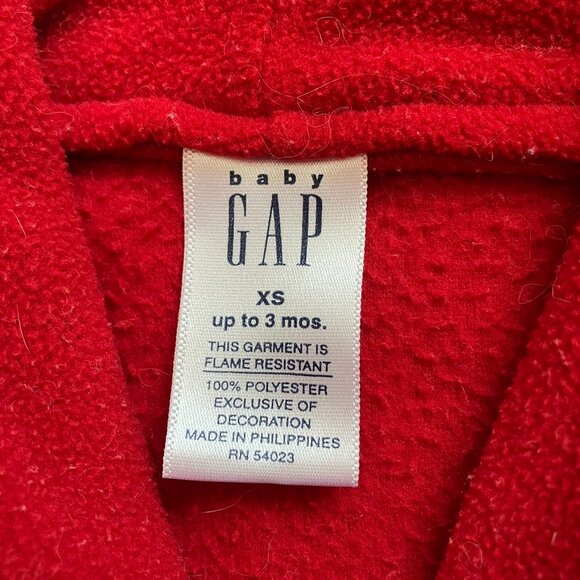 baby
GAP
XS
up to 3 mos.
THIS GARMENT IS
FLAME RESISTANT
100% POLYESTER
EXCLUSIVE OF
DECORATION
MADE IN PHILIPPINES
RN 54023